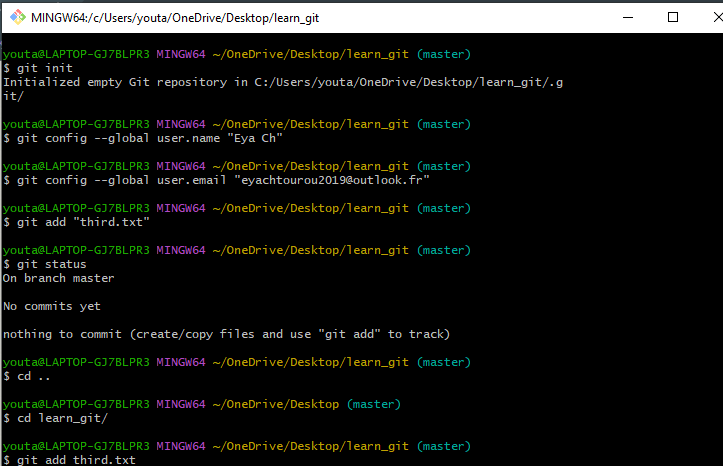 MINGW64:/c/Users/youta/OneDrive/Desktop/learn_git
youta@LAPTOP-GJ7BLPR3 MINGW64 ~/OneDrive/Desktop/learn_git (master)
$ git init
Initialized empty Git repository in C:/Users/youta/OneDrive/Desktop/learn_git/.g
it/
youta@LAPTOP-GJ7BLPR3 MINGW64 ~/OneDrive/Desktop/learn_git (master)
$ git config --global user.name "Eya Ch"
youta@LAPTOP-GJ7BLPR3 MINGW64 ~/OneDrive/Desktop/learn_git (master)
$ git config --global user.email "eyachtourou2019@outlook.fr"
youta@LAPTOP-GJ7BLPR3 MINGW64 ~/OneDrive/Desktop/learn_git (master)
$ git add "third.txt"
youta@LAPTOP-GJ7BLPR3 MINGW64 ~/OneDrive/Desktop/learn_git (master)
$ git status
On branch master
No commits yet
nothing to commit (create/copy files and use "git add" to track)
youta@LAPTOP-GJ7BLPR3 MINGW64 ~/OneDrive/Desktop/learn_git (master)
$ cd ..
youta@LAPTOP-GJ7BLPR3 MINGW64 ~/OneDrive/Desktop (master)
$ cd learn_git/
youta@LAPTOP-GJ7BLPR3 MINGW64 ~/OneDrive/Desktop/learn_git (master)
$ git add third.txt